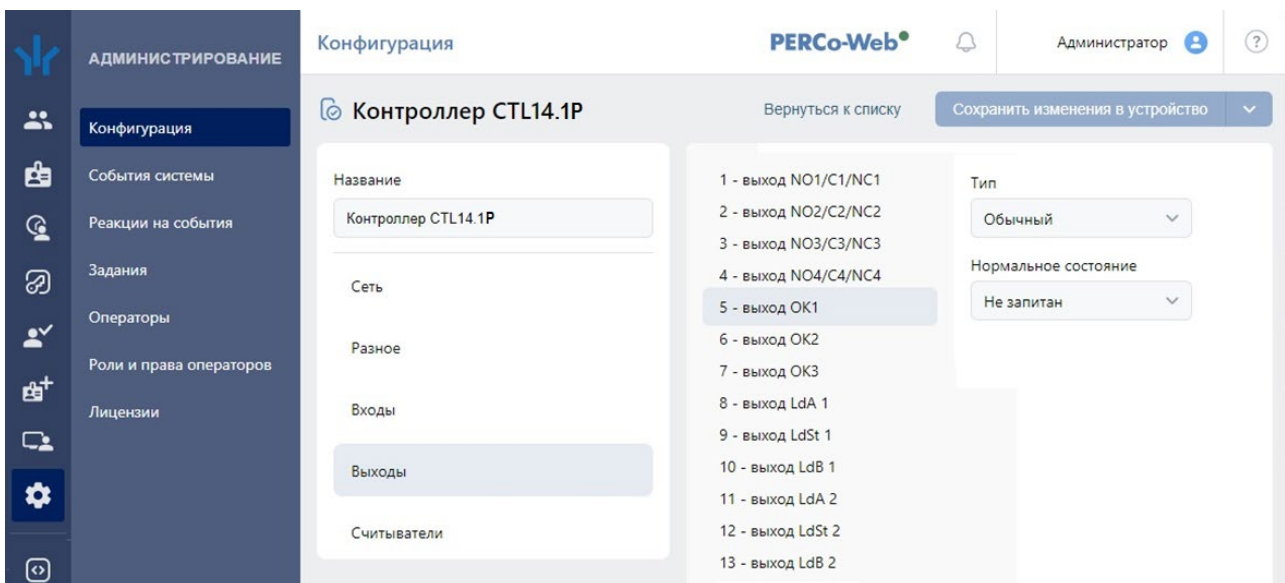 АДМИНИСТРИРОВАНИЕ
Конфигурация
События системы
Реакции на события
Задания
Операторы
Роли и права операторов
Лицензии
Конфигурация
PERCo-Web
Администратор
?
Контроллер CTL14.1P
Вернуться к списку
Сохранить изменения в устройство
Название
Контроллер CTL14.1P
Сеть
Разное
Входы
Выходы
Считыватели
1 - выход NO1/C1/NC1
2 - выход NO2/C2/NC2
3 - выход NO3/C3/NC3
4 - выход NO4/C4/NC4
5 - выход OK1
6 - выход OK2
7 - выход OK3
8 - выход LdA 1
9 - выход LdSt 1
10 - выход LdB 1
11 - выход LdA 2
12 - выход LdSt 2
13 - выход LdB 2
Тип
Обычный
Нормальное состояние
Не запитан